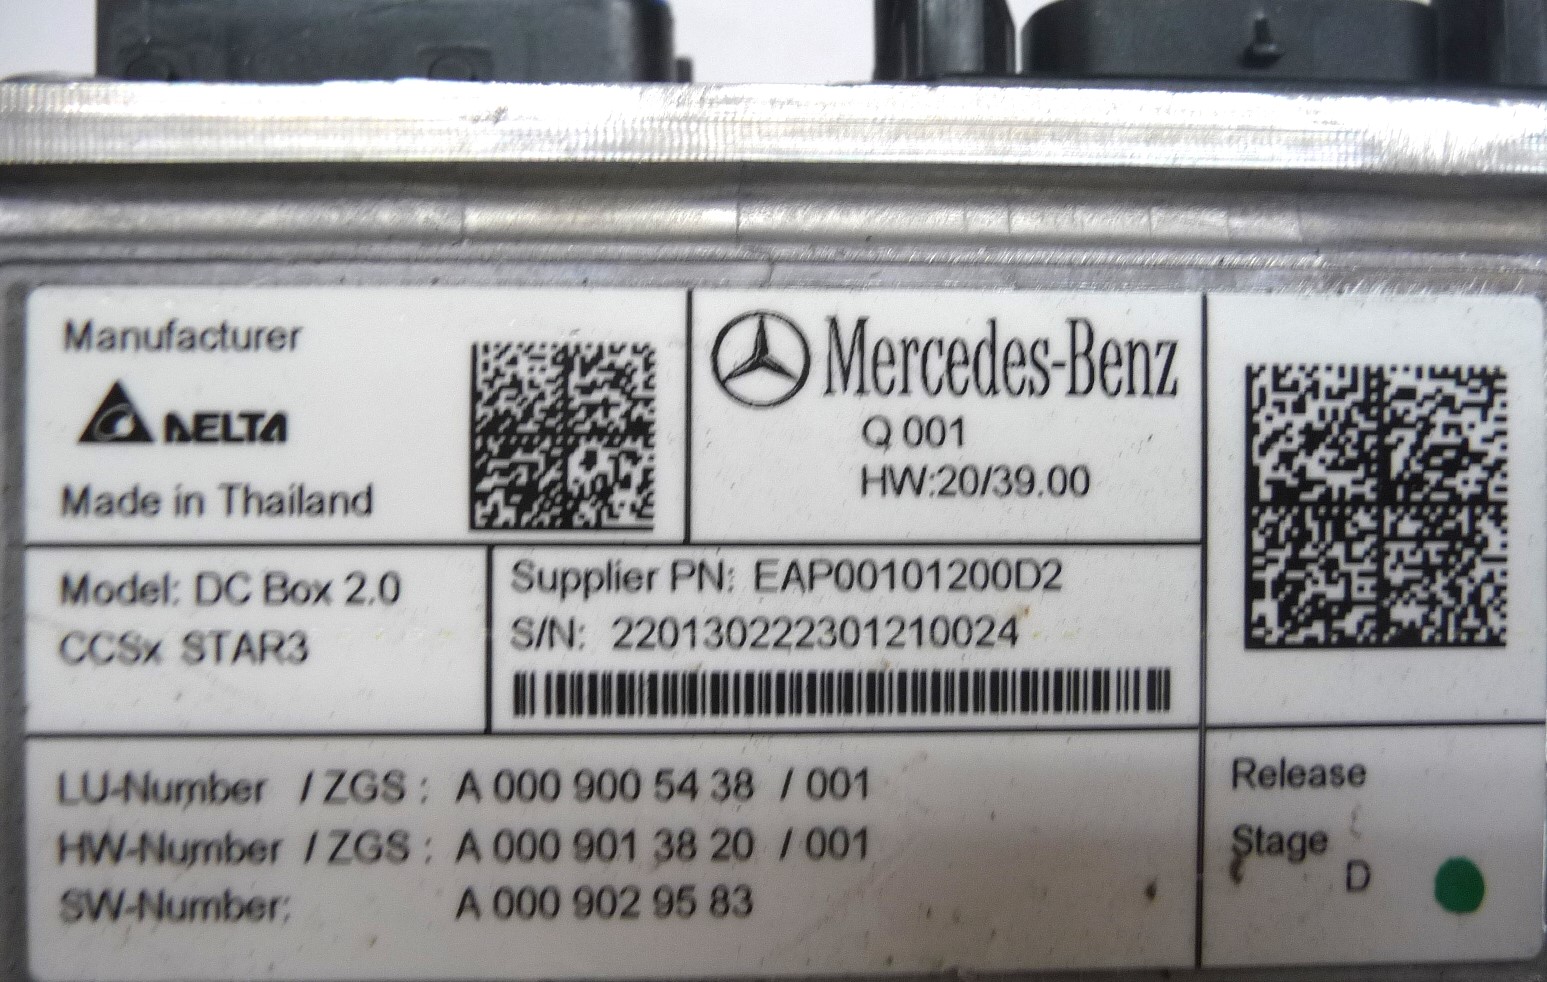 Manufacturer
DELTA
Made in Thailand
Mercedes-Benz
Q 001
HW:20/39.00
Model: DC Box 2.0
CCSx STAR3
Supplier PN: EAP00101200D2
S/N: 220130222301210024
LU-Number / ZGS : A 000 900 54 38 / 001
HW-Number / ZGS : A 000 901 38 20 / 001
SW-Number: A 000 902 95 83
Release
Stage
D